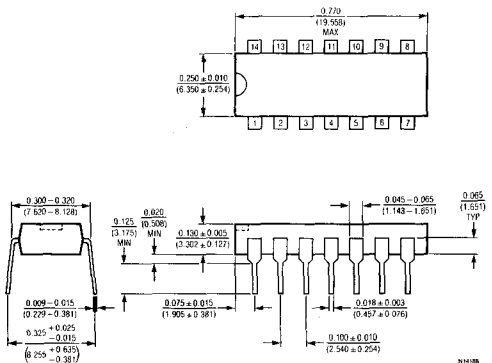 0.770
(19.558)
MAX
14 13 12 11 10 9 8
0.250 ± 0.010
(6.350 ± 0.254)
1 2 3 4 5 6 7
0.300 – 0.320
(7.620 – 8.128)
0.125
(3.175)
MIN
0.020
(0.508)
MIN
0.130 ± 0.005
(3.302 ± 0.127)
0.045 – 0.065
(1.143 – 1.651)
0.065
(1.651)
TYP
0.009 – 0.015
(0.229 – 0.381)
0.325 +0.025
−0.015
(8.255 +0.635
−0.381)
0.075 ± 0.015
(1.905 ± 0.381)
0.018 ± 0.003
(0.457 ± 0.076)
0.100 ± 0.010
(2.540 ± 0.254)